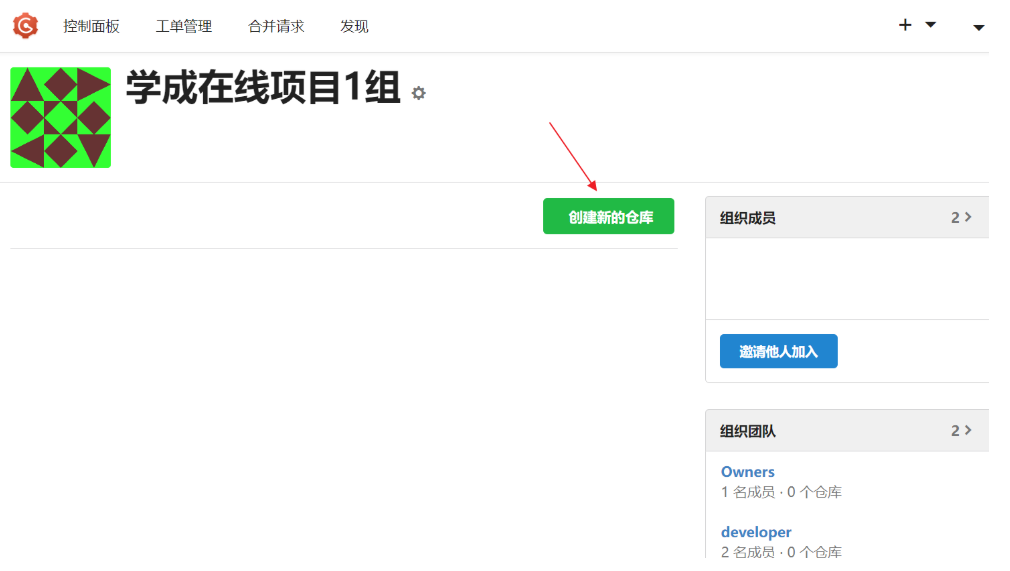 控制面板 工单管理 合并请求 发现
学成在线项目1组
创建新的仓库
组织成员 2
邀请他人加入
组织团队 2
Owners
1 名成员 · 0 个仓库
developer
2 名成员 · 0 个仓库